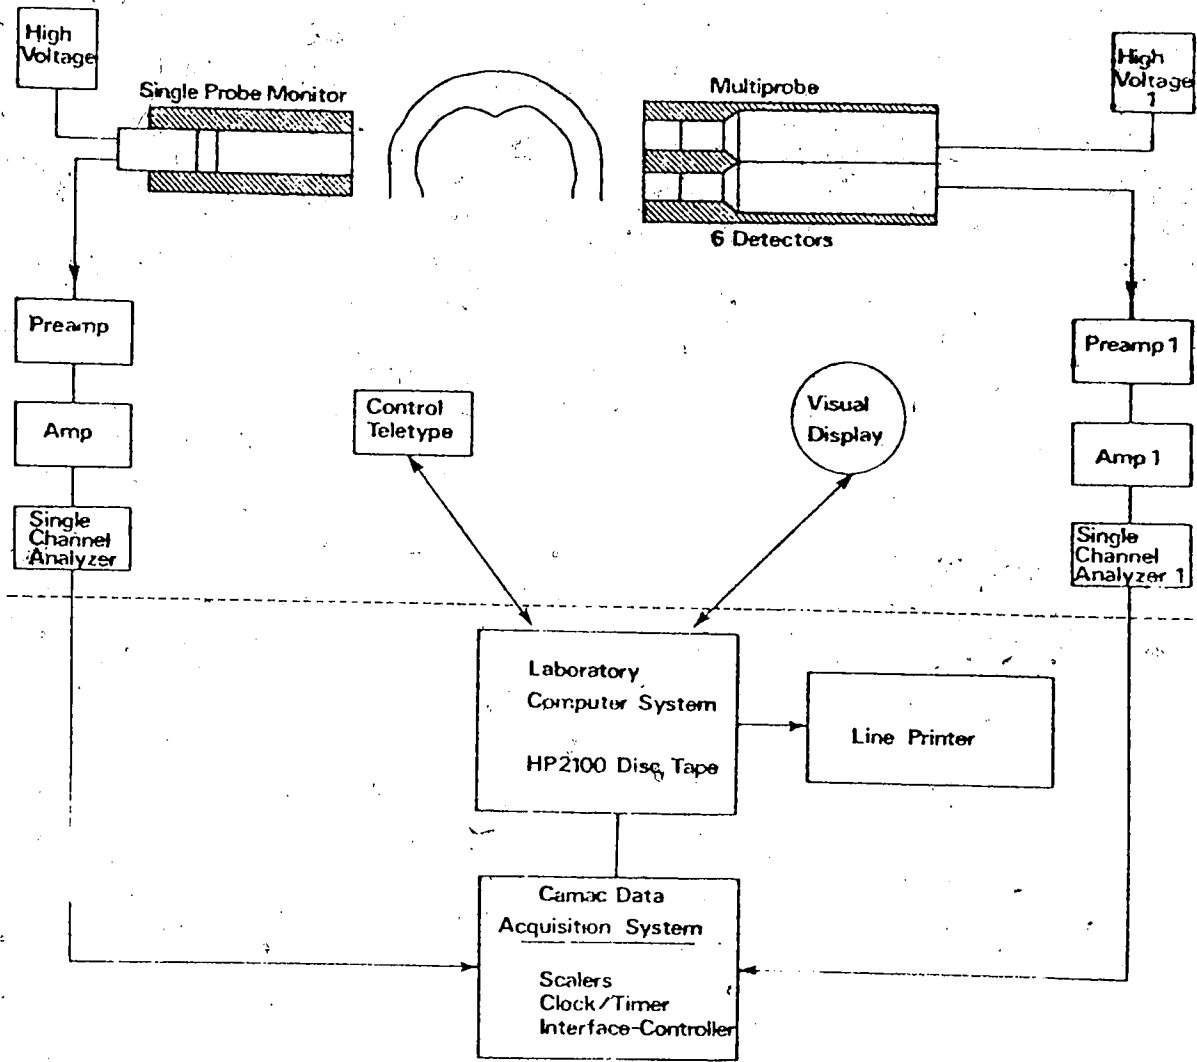 High
Voltage
Single Probe Monitor
Multiprobe
High
Voltage
1
6 Detectors
Preamp
Preamp 1
Control
Teletype
Visual
Display
Amp
Amp 1
Single
Channel
Analyzer
Single
Channel
Analyzer 1
Laboratory
Computer System
HP2100 Disc, Tape
Line Printer
Camac Data
Acquisition System
Scalers
Clock/Timer
Interface-Controller